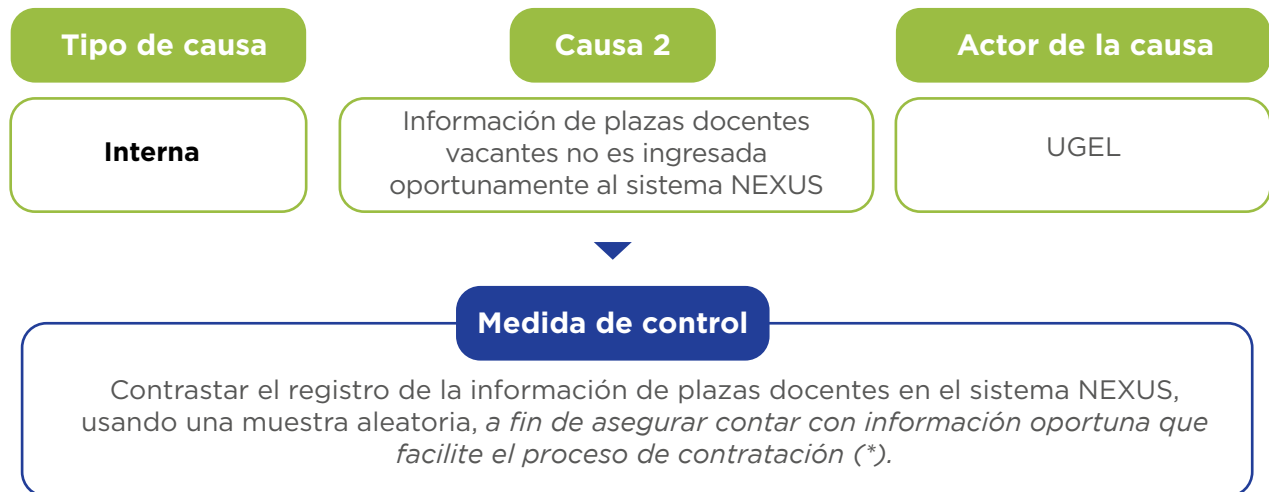 Tipo de causa
Causa 2
Actor de la causa
Interna
Información de plazas docentes
vacantes no es ingresada
oportunamente al sistema NEXUS
UGEL
Medida de control
Contrastar el registro de la información de plazas docentes en el sistema NEXUS,
usando una muestra aleatoria, a fin de asegurar contar con información oportuna que
facilite el proceso de contratación (*).